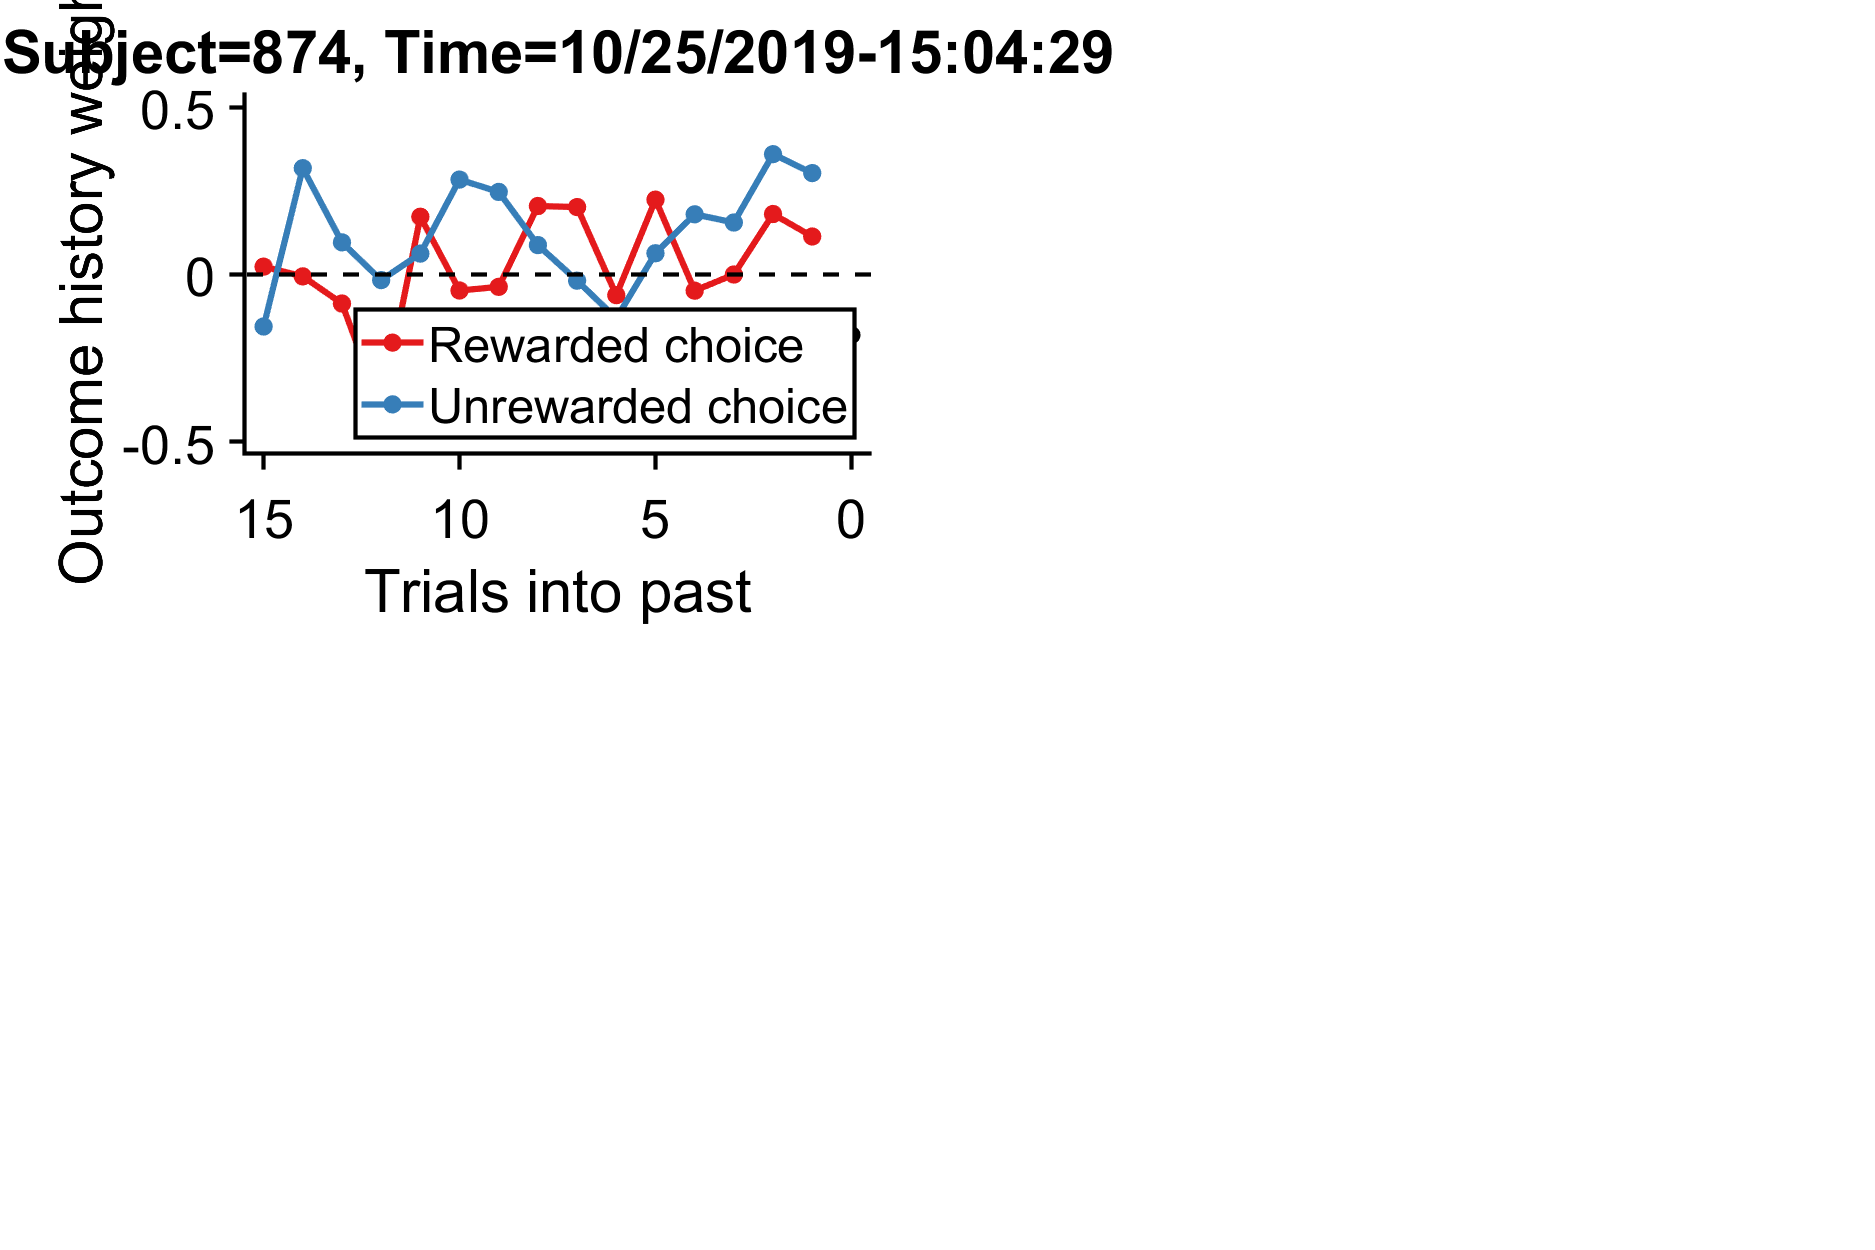 Subject=874, Time=10/25/2019-15:04:29
Outcome history
0.5
0
-0.5
Rewarded choice
Unrewarded choice
15 10 5 0
Trials into past